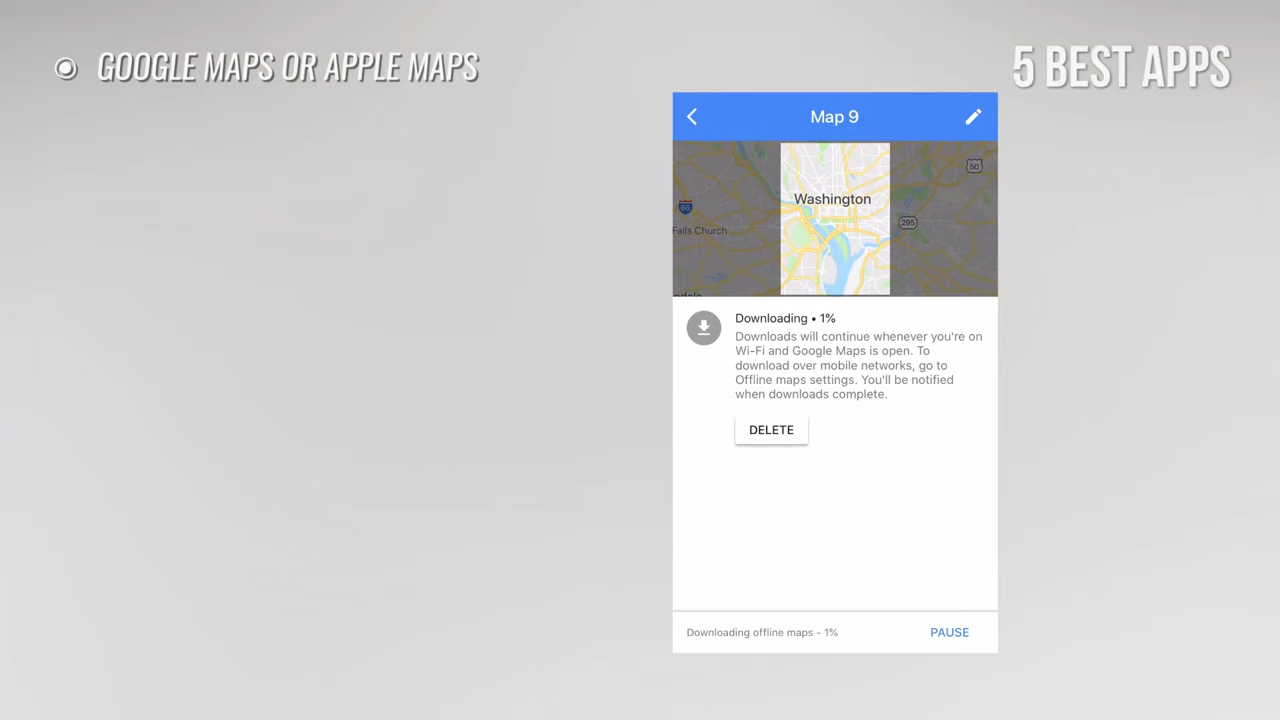 GOOGLE MAPS OR APPLE MAPS
5 BEST APPS
Map 9
50
Washington
66
295
Falls Church
Downloading • 1%
Downloads will continue whenever you're on
Wi-Fi and Google Maps is open. To
download over mobile networks, go to
Offline maps settings. You'll be notified
when downloads complete.
DELETE
Downloading offline maps - 1%
PAUSE